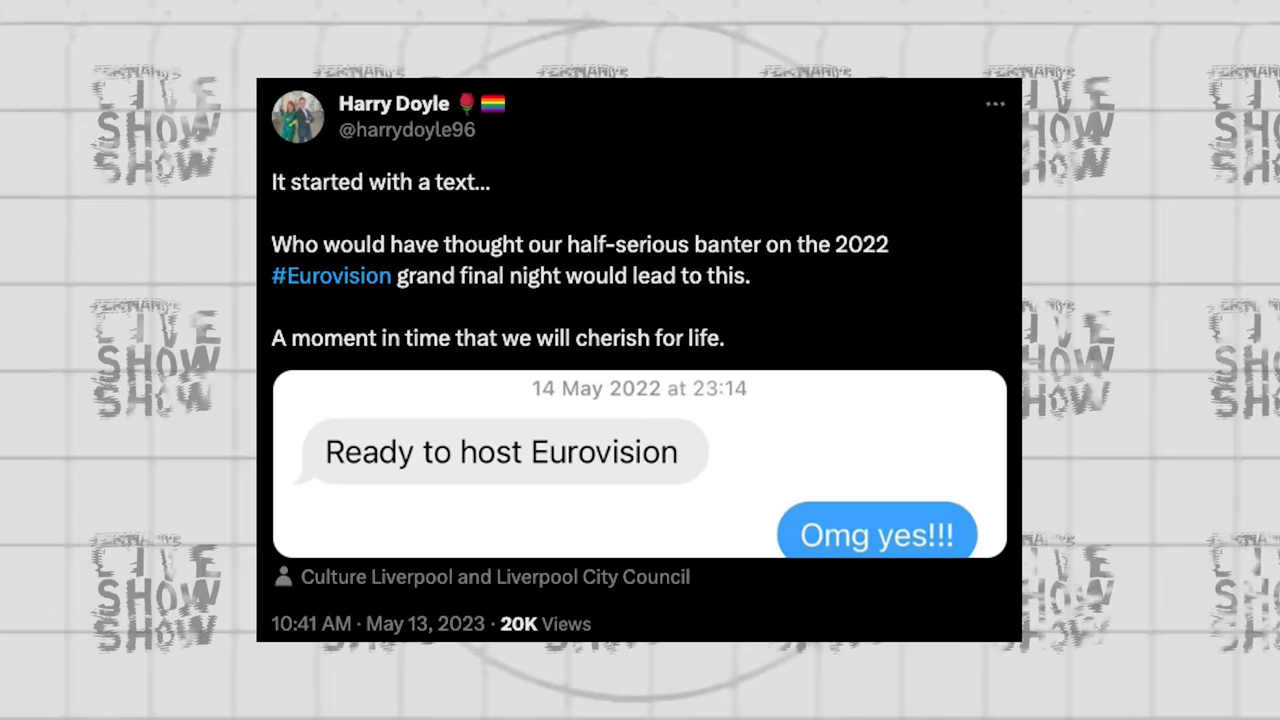 Harry Doyle 🌹🏳️‍🌈
@harrydoyle96
It started with a text...
Who would have thought our half-serious banter on the 2022
#Eurovision grand final night would lead to this.
A moment in time that we will cherish for life.
14 May 2022 at 23:14
Ready to host Eurovision
Omg yes!!!
Culture Liverpool and Liverpool City Council
10:41 AM · May 13, 2023 · 20K Views
LIVE
SHOW
SHOW